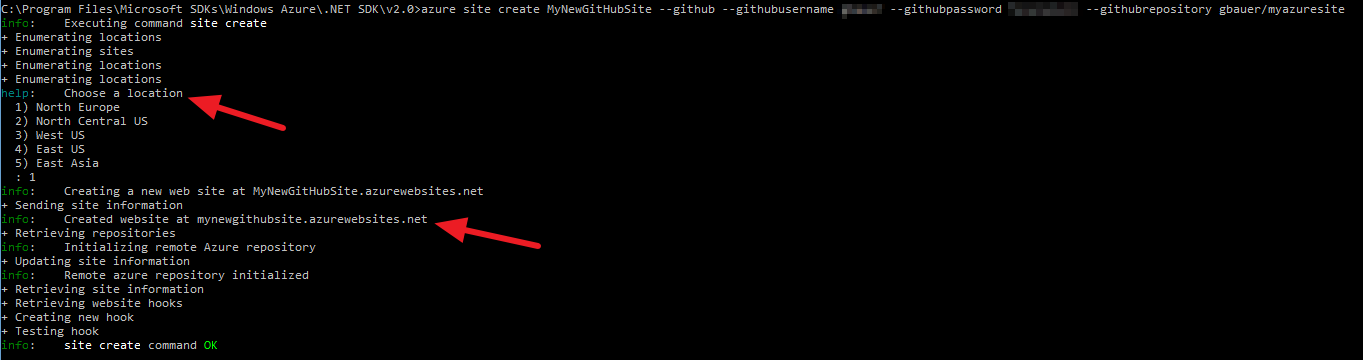 C:\Program Files\Microsoft SDKs\Windows Azure\.NET SDK\v2.0>azure site create MyNewGitHubSite --github --githubusername --githubpassword --githubrepository gbauer/myazuresite
info:    Executing command site create
+ Enumerating locations
+ Enumerating sites
+ Enumerating locations
+ Enumerating locations
help:    Choose a location
  1) North Europe
  2) North Central US
  3) West US
  4) East US
  5) East Asia
  : 1
info:    Creating a new web site at MyNewGitHubSite.azurewebsites.net
+ Sending site information
info:    Created website at mynewgithubsite.azurewebsites.net
+ Retrieving repositories
info:    Initializing remote Azure repository
+ Updating site information
info:    Remote azure repository initialized
+ Retrieving site information
+ Retrieving website hooks
+ Creating new hook
+ Testing hook
info:    site create command OK